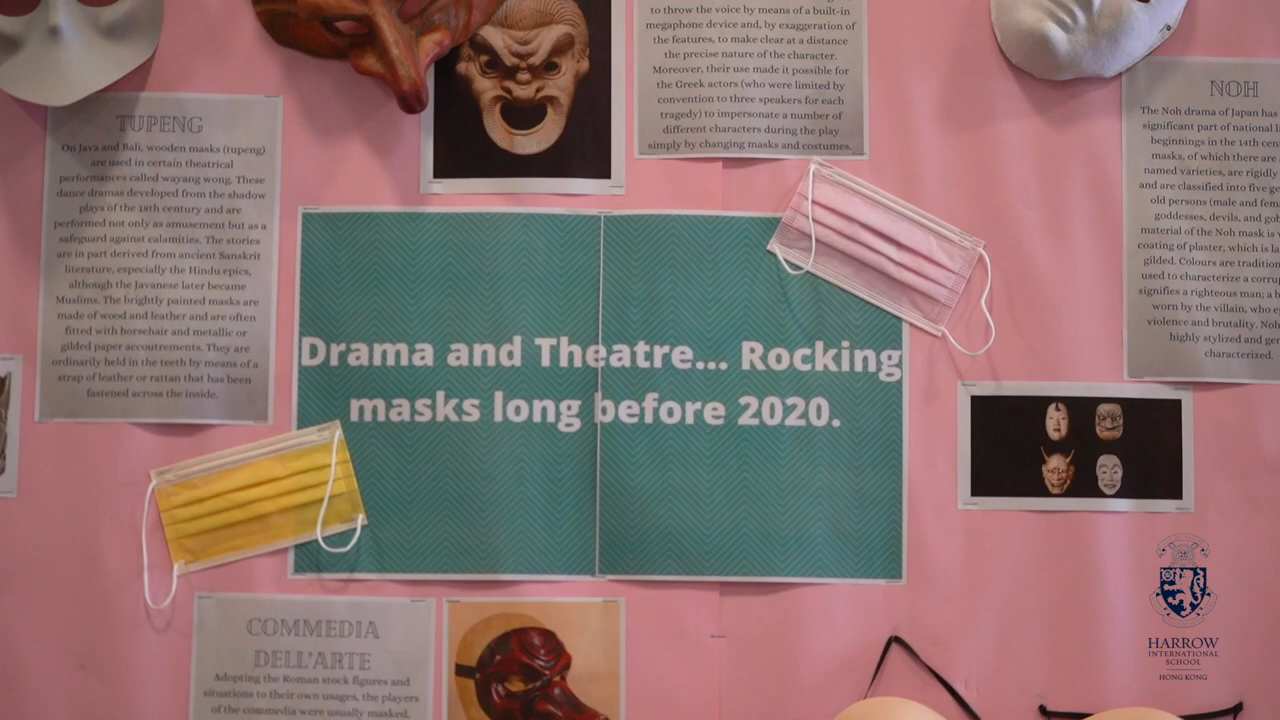 to throw the voice by means of a built-in
megaphone device and, by exaggeration of
the features, to make clear at a distance
the precise nature of the character.
Moreover, their use made it possible for
the Greek actors (who were limited by
convention to three speakers for each
tragedy) to impersonate a number of
different characters during the play
simply by changing masks and costumes.
TUPENG
On Java and Bali, wooden masks (tupeng)
are used in certain theatrical
performances called wayang wong. These
dance dramas developed from the shadow
plays of the 18th century and are
performed not only as amusement but as a
safeguard against calamities. The stories
are in part derived from ancient Sanskrit
literature, especially the Hindu epics,
although the Javanese later became
Muslims. The brightly painted masks are
made of wood and leather and are often
fitted with horsehair and metallic or
gilded paper accoutrements. They are
ordinarily held in the teeth by means of a
strap of leather or rattan that has been
fastened across the inside.
NOH
The Noh drama of Japan has
significant part of national
beginnings in the 14th
masks, of which there are
named varieties, are rigidly
and are classified into five
old persons (male and
goddesses, devils, and
material of the Noh mask is
coating of plaster, which is
gilded. Colours are
used to characterize a
signifies a righteous man; a
worn by the villain, who
violence and brutality.
highly stylized and
characterized.
Drama and Theatre... Rocking
masks long before 2020.
COMMEDIA
DELL'ARTE
Adopting the Roman stock figures and
situations to their own usages, the players
of the commedia were usually masked.
HARROW
INTERNATIONAL
SCHOOL
HONG KONG